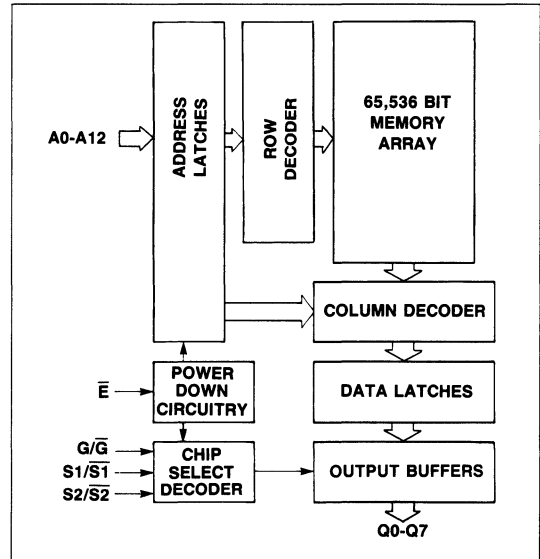 A0-A12
ADDRESS
LATCHES
ROW
DECODER
65,536 BIT
MEMORY
ARRAY
COLUMN DECODER
E̅
POWER
DOWN
CIRCUITRY
DATA LATCHES
G/G̅
S1/S̅1̅
S2/S̅2̅
CHIP
SELECT
DECODER
OUTPUT BUFFERS
Q0-Q7